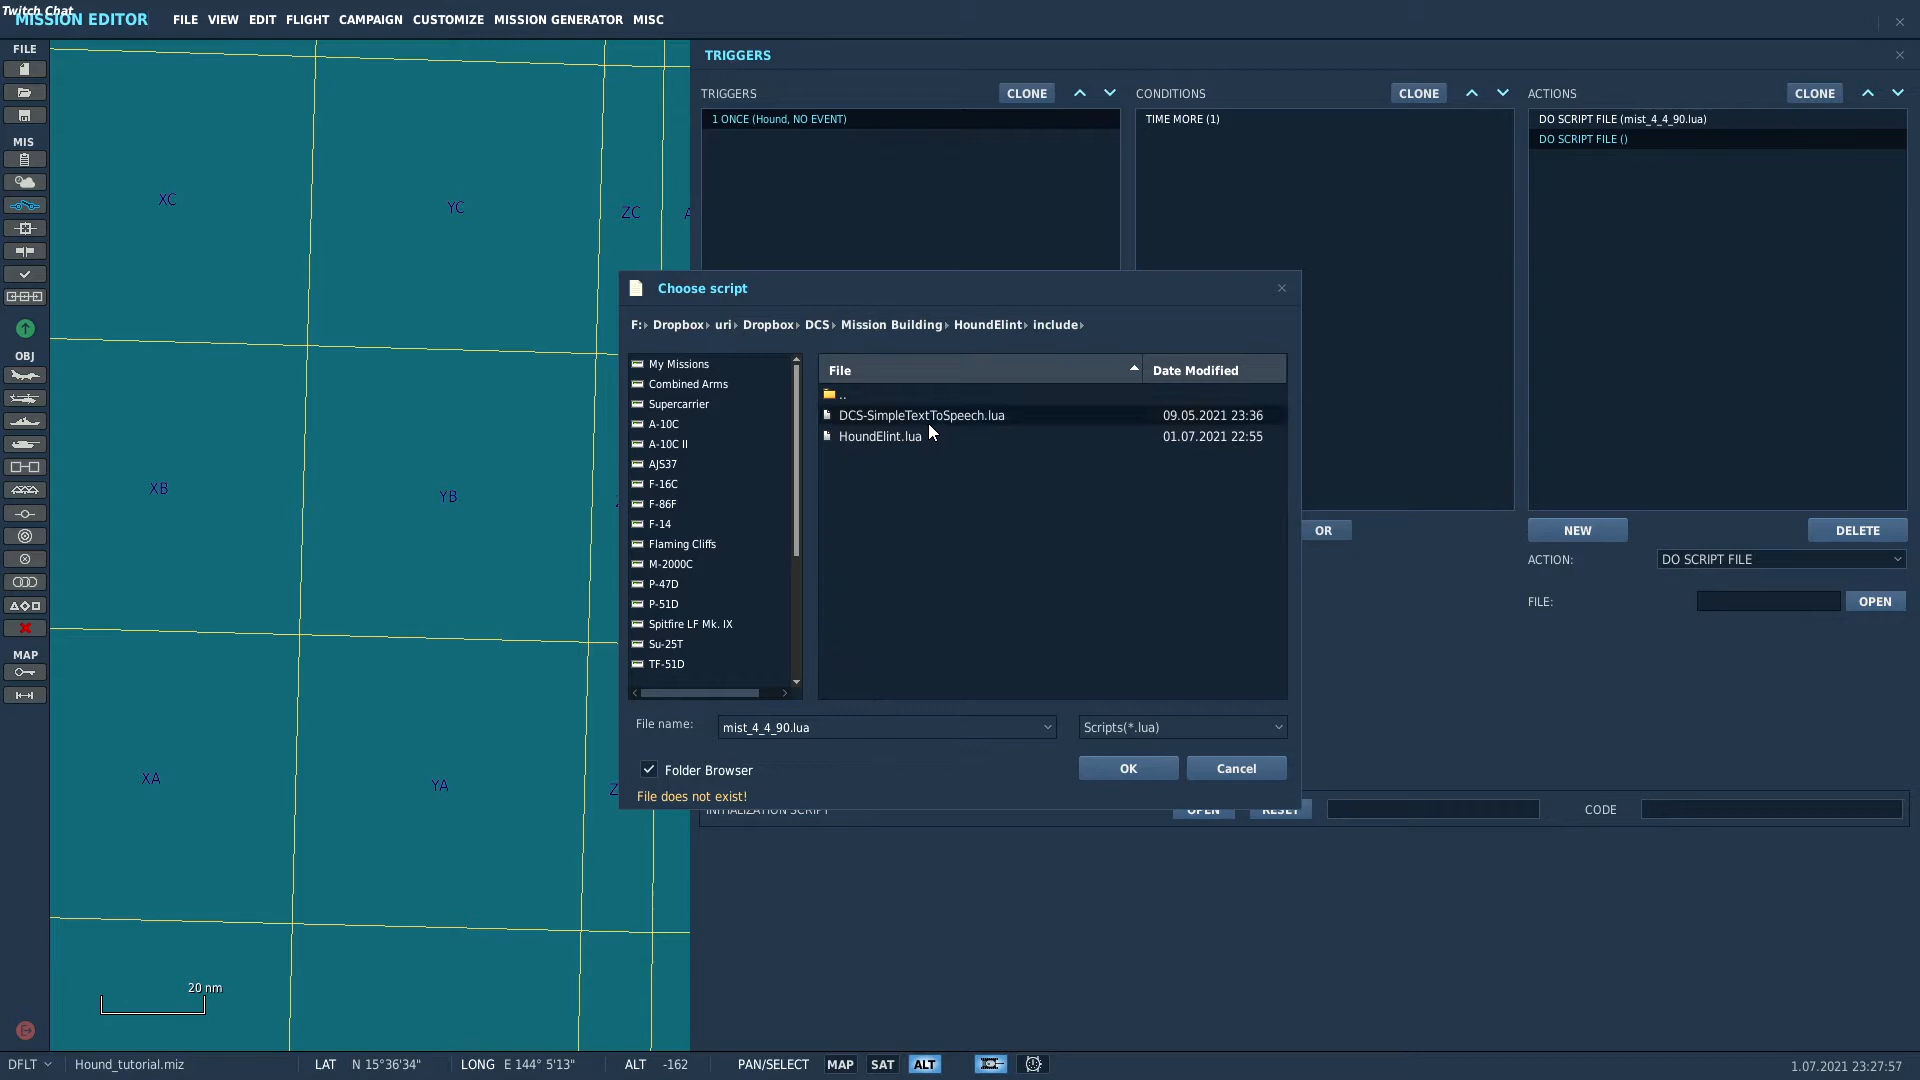 Twitch Chat
MISSION EDITOR FILE VIEW EDIT FLIGHT CAMPAIGN CUSTOMIZE MISSION GENERATOR MISC
FILE
MIS
OBJ
MAP
XC
YC
ZC
XB
YB
XA
YA
20 nm
TRIGGERS
TRIGGERS CLONE
1 ONCE (Hound, NO EVENT)
CONDITIONS CLONE
TIME MORE (1)
ACTIONS CLONE
DO SCRIPT FILE (mist_4_4_90.lua)
DO SCRIPT FILE ()
OR
NEW DELETE
ACTION: DO SCRIPT FILE
FILE: OPEN
Choose script
F: Dropbox uri Dropbox DCS Mission Building HoundElint include
My Missions
Combined Arms
Supercarrier
A-10C
A-10C II
AJS37
F-16C
F-86F
F-14
Flaming Cliffs
M-2000C
P-47D
P-51D
Spitfire LF Mk. IX
Su-25T
TF-51D
File Date Modified
..
DCS-SimpleTextToSpeech.lua 09.05.2021 23:36
HoundElint.lua 01.07.2021 22:55
File name: mist_4_4_90.lua Scripts(*.lua)
Folder Browser OK Cancel
File does not exist!
INITIALIZATION SCRIPT OPEN RESET CODE
DFLT Hound_tutorial.miz LAT N 15°36'34" LONG E 144° 5'13" ALT -162 PAN/SELECT MAP SAT ALT 1.07.2021 23:27:57